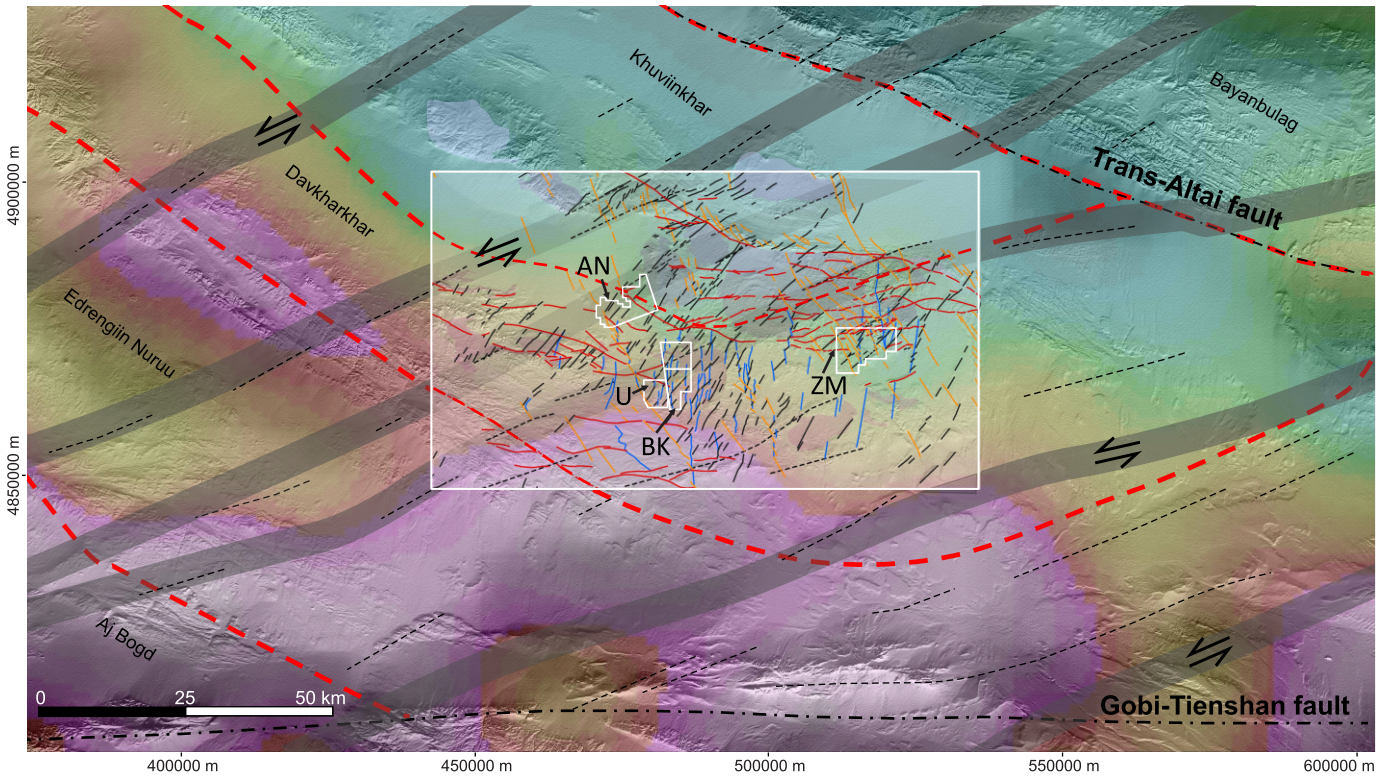 Khuviinkhar
Bayanbulag
Trans-Altai fault
Davkharkhar
Edrengiin Nuruu
AN
ZM
U
BK
Aj Bogd
Gobi-Tienshan fault
0 25 50 km
4900000 m
4850000 m
400000 m 450000 m 500000 m 550000 m 600000 m